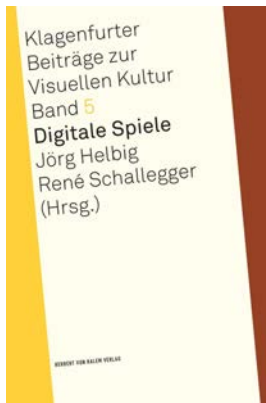 Klagenfurter
Beiträge zur
Visuellen Kultur
Band 5
Digitale Spiele
Jörg Helbig
René Schallegger
(Hrsg.)
HERBERT VON HALEM VERLAG